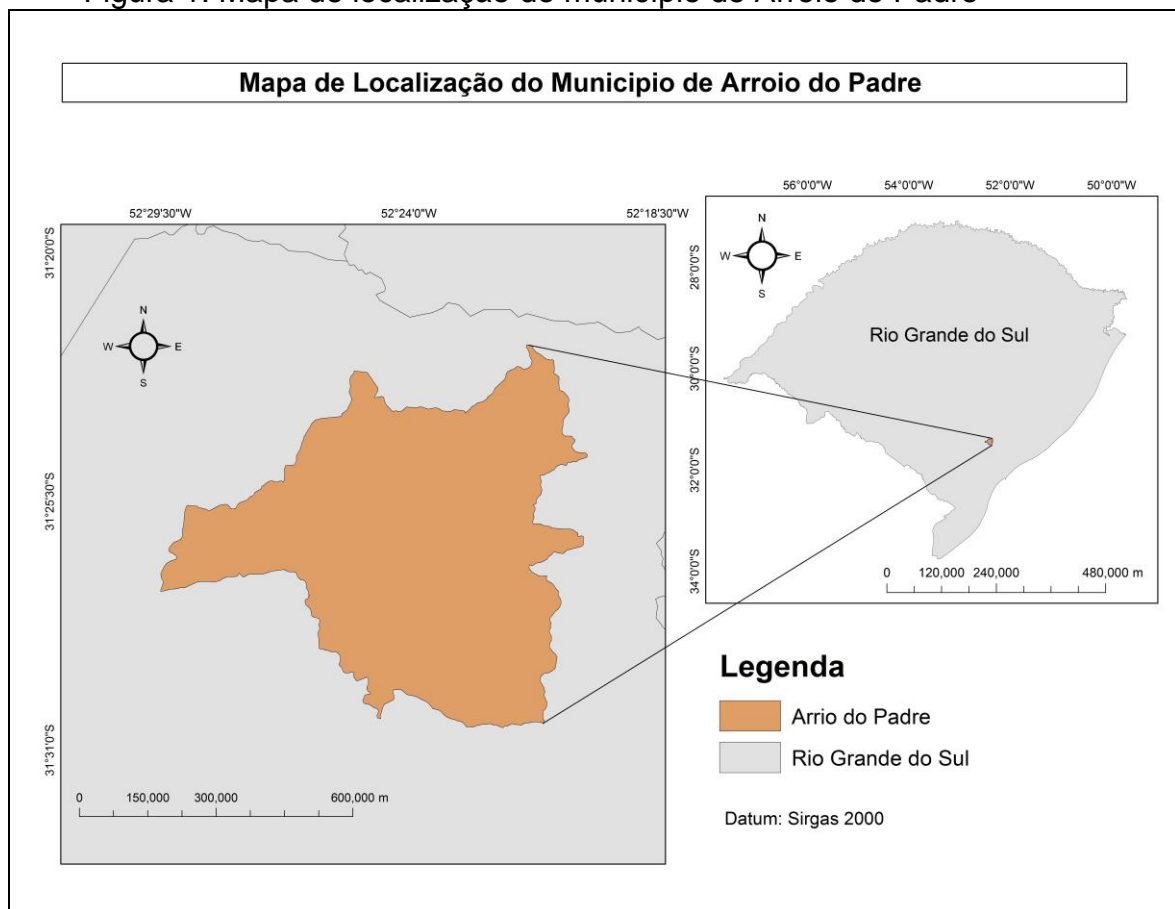 Figura 1: Mapa de localização do município de Arroio do Padre
Mapa de Localização do Municipio de Arroio do Padre
52°29'30"W 52°24'0"W 52°18'30"W
31°20'0"S
31°25'30"S
31°31'0"S
N
W E
S
0 150,000 300,000 600,000 m
56°0'0"W 54°0'0"W 52°0'0"W 50°0'0"W
28°0'0"S
30°0'0"S
32°0'0"S
34°0'0"S
N
W E
S
Rio Grande do Sul
0 120,000 240,000 480,000 m
Legenda
Arrio do Padre
Rio Grande do Sul
Datum: Sirgas 2000